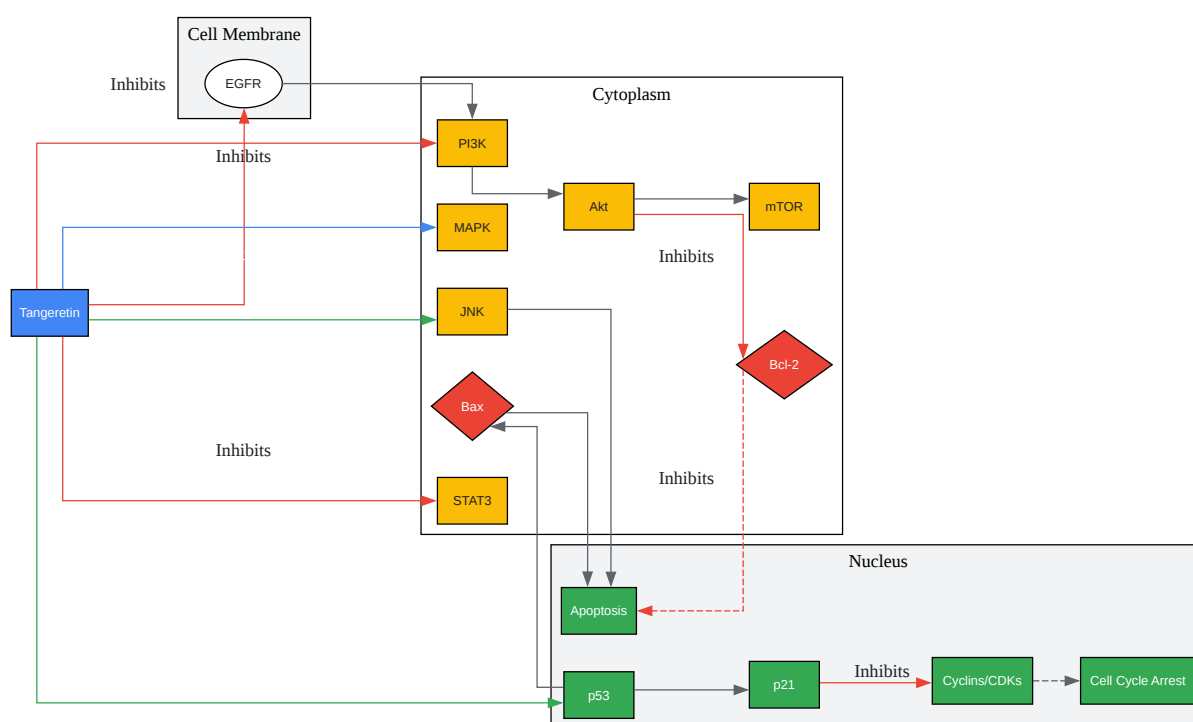 Cell Membrane
EGFR
Inhibits
Cytoplasm
PI3K
Inhibits
Akt
mTOR
MAPK
Inhibits
Tangeretin
JNK
Bcl-2
Bax
Inhibits
Inhibits
STAT3
Nucleus
Apoptosis
Inhibits
p53
p21
Cyclins/CDKs
Cell Cycle Arrest